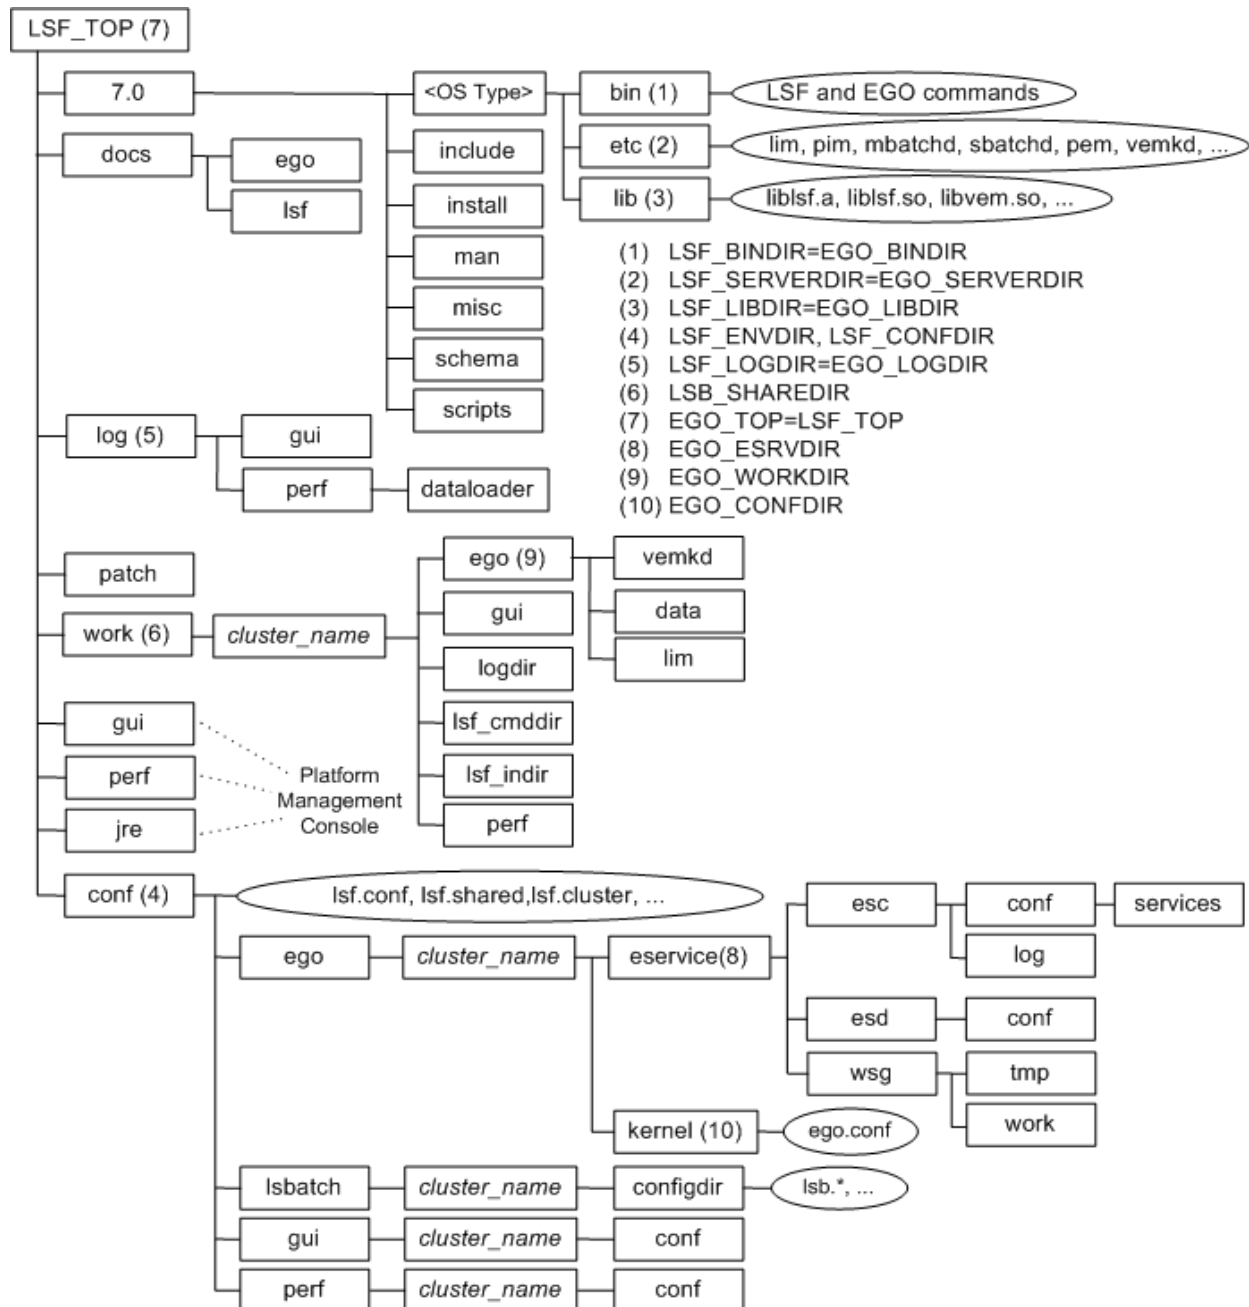 LSF_TOP (7)
7.0
<OS Type>
bin (1)
LSF and EGO commands
docs
ego
include
etc (2)
lim, pim, mbatchd, sbatchd, pem, vemkd, ...
lsf
install
lib (3)
liblsf.a, liblsf.so, libvem.so, ...
man
misc
schema
scripts
(1) LSF_BINDIR=EGO_BINDIR
(2) LSF_SERVERDIR=EGO_SERVERDIR
(3) LSF_LIBDIR=EGO_LIBDIR
(4) LSF_ENVDIR, LSF_CONFDIR
(5) LSF_LOGDIR=EGO_LOGDIR
(6) LSB_SHAREDIR
(7) EGO_TOP=LSF_TOP
(8) EGO_ESRVDIR
(9) EGO_WORKDIR
(10) EGO_CONFDIR
log (5)
gui
perf
dataloader
patch
work (6)
cluster_name
ego (9)
vemkd
gui
data
logdir
lim
lsf_cmddir
lsf_indir
perf
gui
perf
jre
Platform
Management
Console
conf (4)
lsf.conf, lsf.shared,lsf.cluster, ...
esc
conf
services
log
ego
cluster_name
eservice(8)
esd
conf
wsg
tmp
work
kernel (10)
ego.conf
lsbatch
cluster_name
configdir
lsb.*, ...
gui
cluster_name
conf
perf
cluster_name
conf